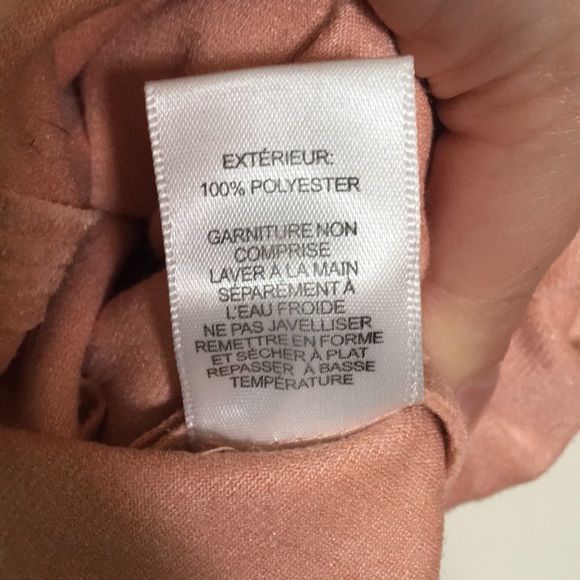 EXTÉRIEUR:
100% POLYESTER
GARNITURE NON
COMPRISE
LAVER À LA MAIN
SÉPAREMENT À
L'EAU FROIDE
NE PAS JAVELLISER
REMETTRE EN FORME
ET SÉCHER À PLAT
REPASSER À BASSE
TEMPÉRATURE